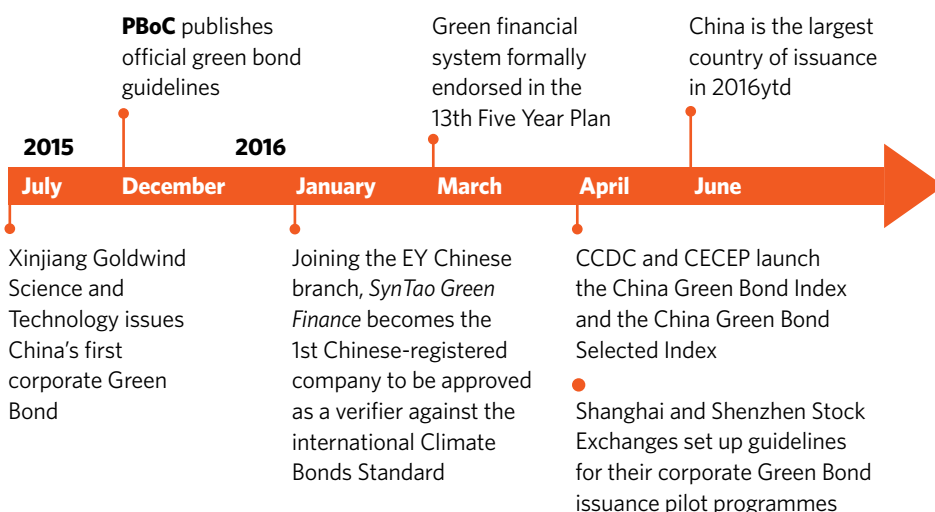 PBoC publishes
official green bond
guidelines
Green financial
system formally
endorsed in the
13th Five Year Plan
China is the largest
country of issuance
in 2016ytd
2015
2016
July
December
January
March
April
June
Xinjiang Goldwind
Science and
Technology issues
China's first
corporate Green
Bond
Joining the EY Chinese
branch, SynTao Green
Finance becomes the
1st Chinese-registered
company to be approved
as a verifier against the
international Climate
Bonds Standard
CCDC and CECEP launch
the China Green Bond Index
and the China Green Bond
Selected Index
Shanghai and Shenzhen Stock
Exchanges set up guidelines
for their corporate Green Bond
issuance pilot programmes